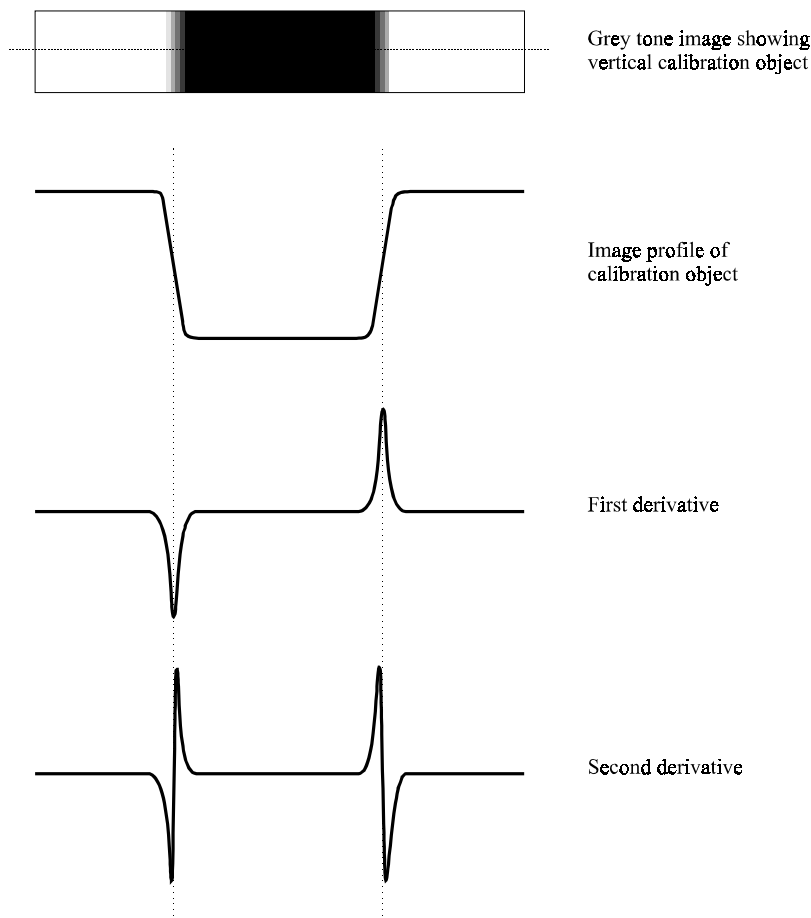 Grey tone image showing
vertical calibration object
Image profile of
calibration object
First derivative
Second derivative